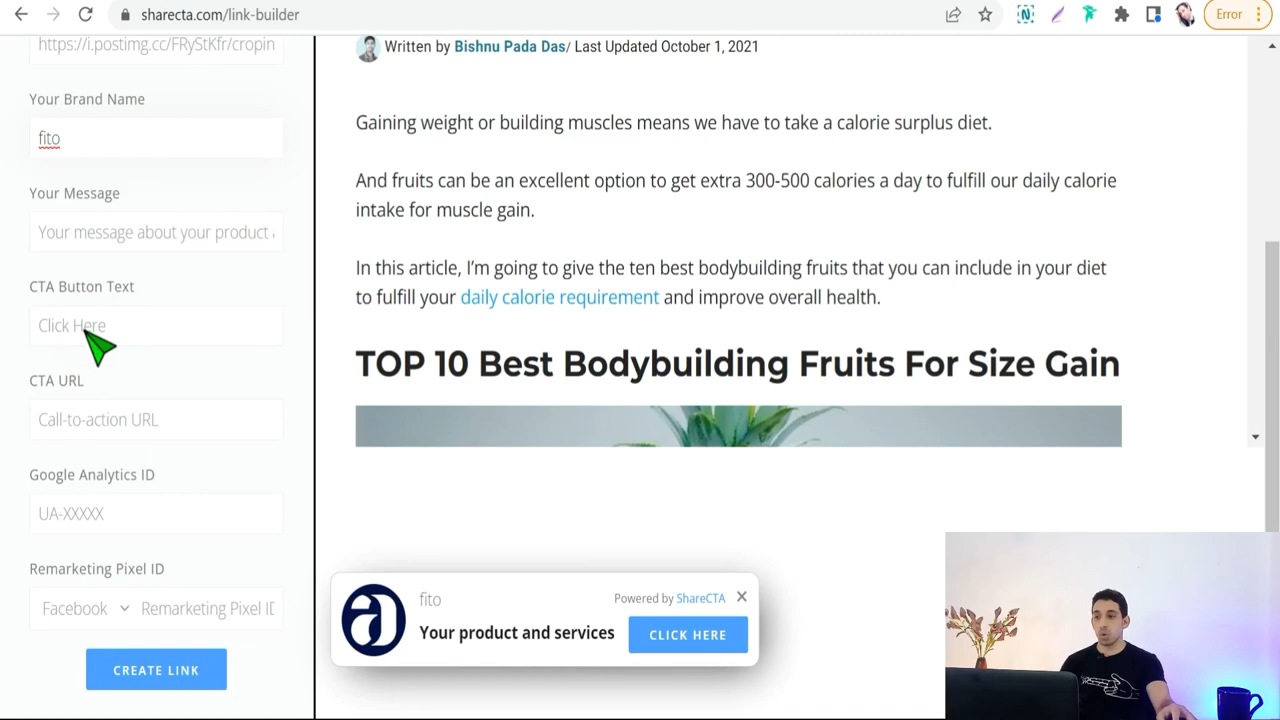 sharecta.com/link-builder
Error
https://i.postimg.cc/FRyStKfr/cropin
Your Brand Name
fito
Your Message
Your message about your product a
CTA Button Text
Click Here
CTA URL
Call-to-action URL
Google Analytics ID
UA-XXXXX
Remarketing Pixel ID
Facebook Remarketing Pixel ID
CREATE LINK
Written by Bishnu Pada Das/ Last Updated October 1, 2021
Gaining weight or building muscles means we have to take a calorie surplus diet.
And fruits can be an excellent option to get extra 300-500 calories a day to fulfill our daily calorie
intake for muscle gain.
In this article, I'm going to give the ten best bodybuilding fruits that you can include in your diet
to fulfill your daily calorie requirement and improve overall health.
TOP 10 Best Bodybuilding Fruits For Size Gain
fito
Powered by ShareCTA
Your product and services
CLICK HERE